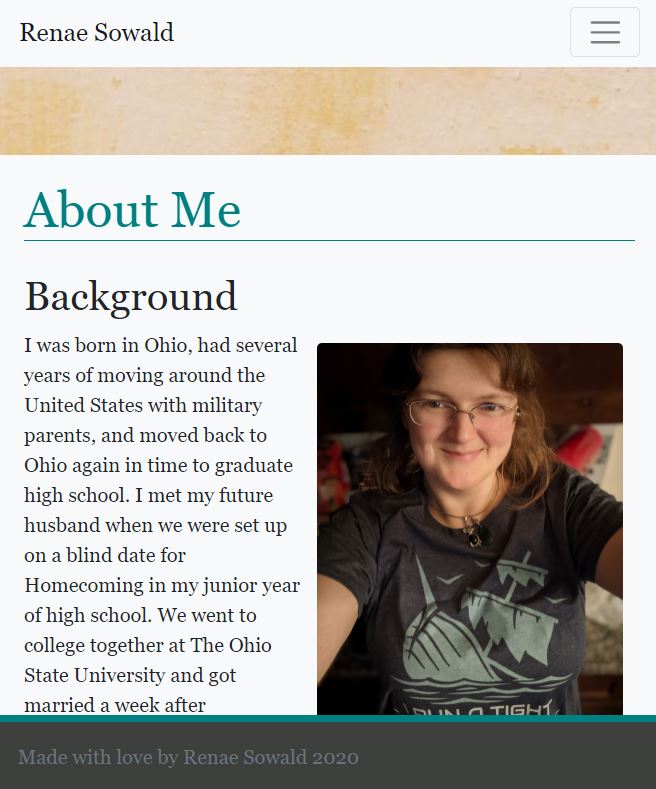 Renae Sowald
About Me
Background
I was born in Ohio, had several
years of moving around the
United States with military
parents, and moved back to
Ohio again in time to graduate
high school. I met my future
husband when we were set up
on a blind date for
Homecoming in my junior year
of high school. We went to
college together at The Ohio
State University and got
married a week after
RUN A TIGHT
Made with love by Renae Sowald 2020